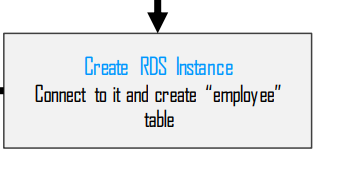 Create RDS Instance
Connect to it and create “employee”
table